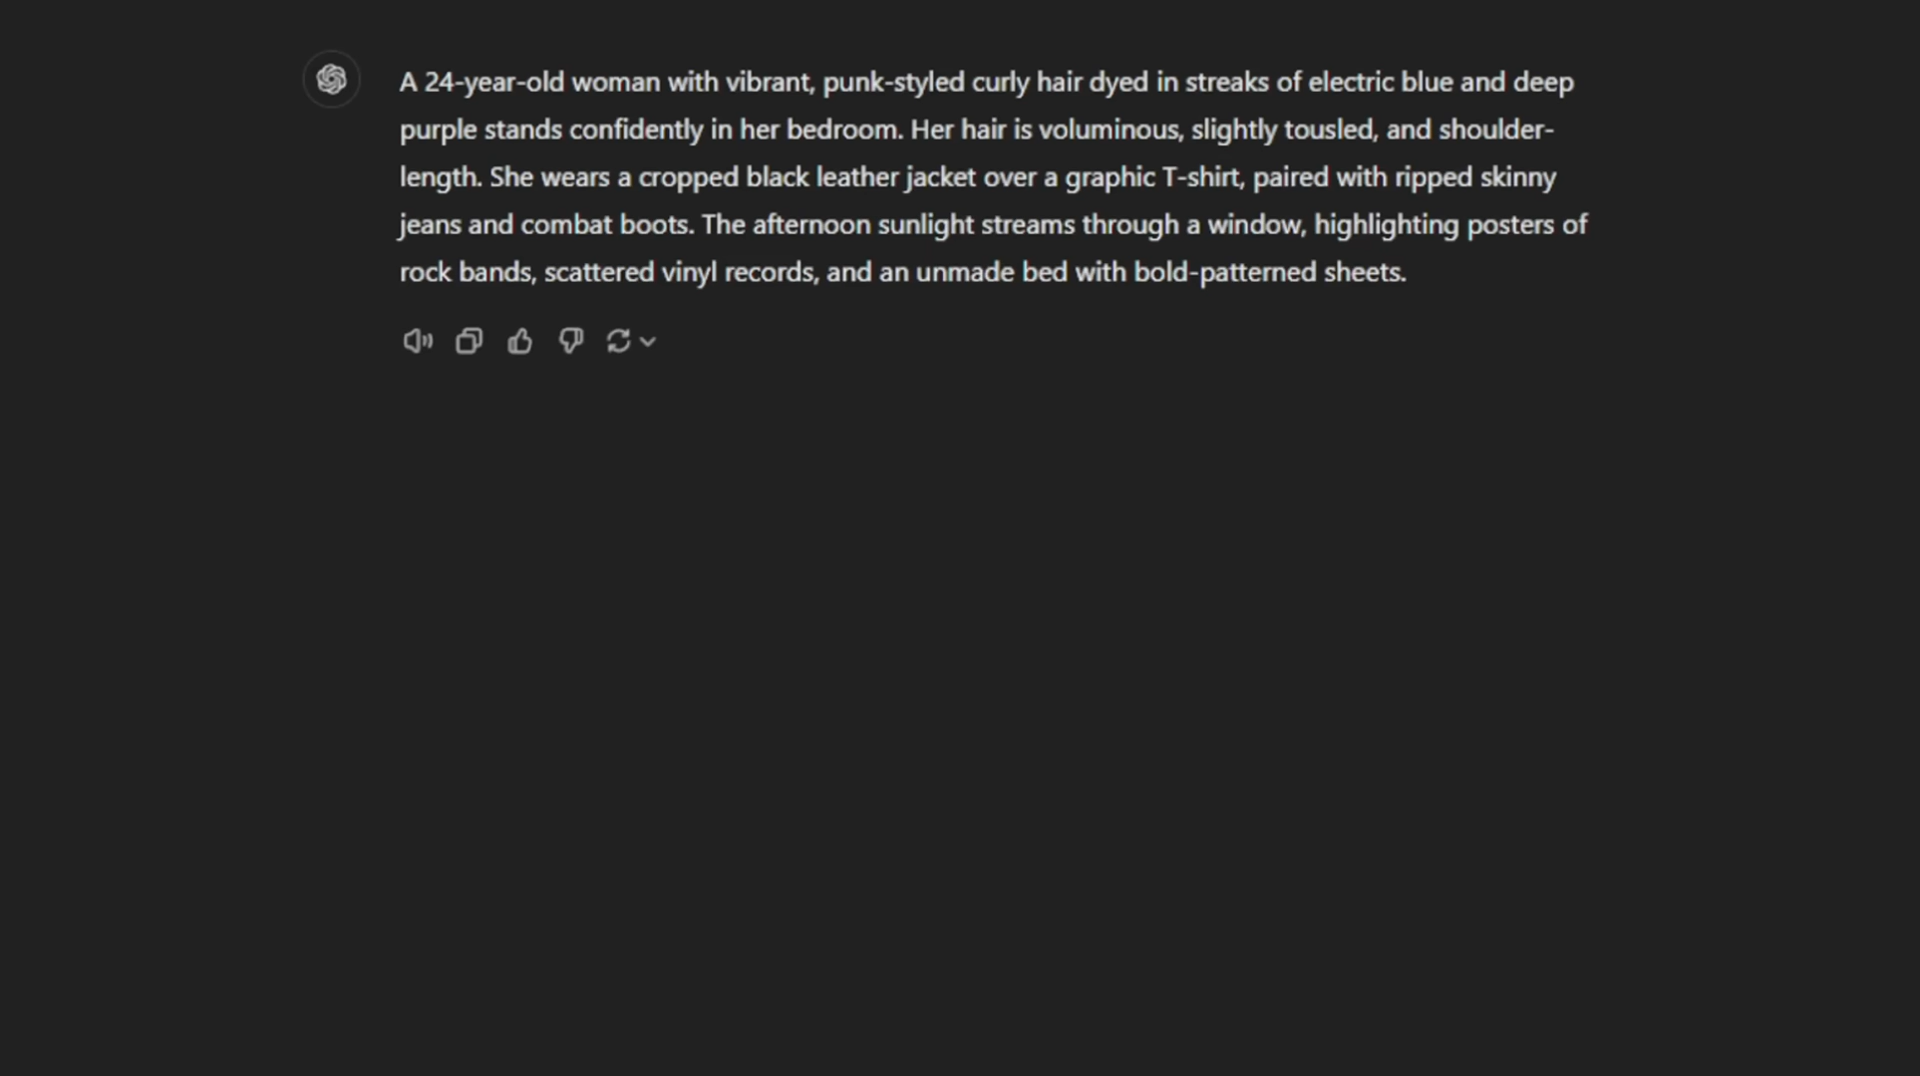 A 24-year-old woman with vibrant, punk-styled curly hair dyed in streaks of electric blue and deep
purple stands confidently in her bedroom. Her hair is voluminous, slightly tousled, and shoulder-
length. She wears a cropped black leather jacket over a graphic T-shirt, paired with ripped skinny
jeans and combat boots. The afternoon sunlight streams through a window, highlighting posters of
rock bands, scattered vinyl records, and an unmade bed with bold-patterned sheets.